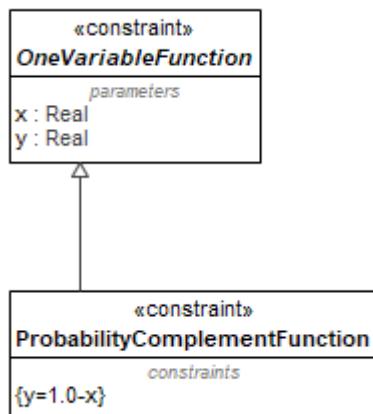 «constraint»
OneVariableFunction
parameters
x : Real
y : Real
«constraint»
ProbabilityComplementFunction
constraints
{y=1.0-x}